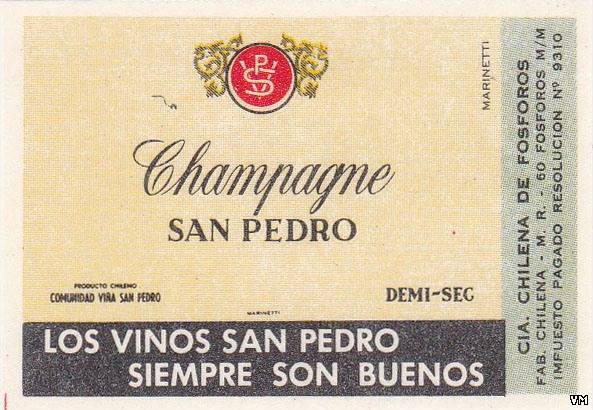 VSP
Champagne
SAN PEDRO
PRODUCTO CHILENO
COMUNIDAD VIÑA SAN PEDRO
DEMI-SEC
MARINETTI
LOS VINOS SAN PEDRO
SIEMPRE SON BUENOS
MARINETTI
CIA. CHILENA DE FOSFOROS
FAB. CHILENA - M. R. - 60 FOSFOROS M/M
IMPUESTO PAGADO RESOLUCION Nº 9310
VM